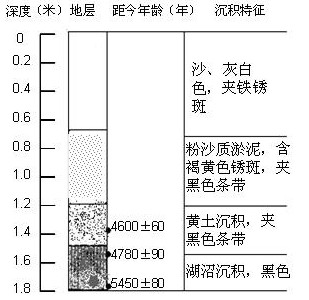 深度(米) 地层 距今年龄(年) 沉积特征
0
0.2
沙、灰白
0.4
色，夹铁锈
斑
0.6
0.8
粉沙质淤泥，含
褐黄色锈斑，夹
1.0
黑色条带
1.2
4600±60
黄土沉积，夹
黑色条带
1.4
4780±90
1.6
湖沼沉积，黑色
5450±80
1.8